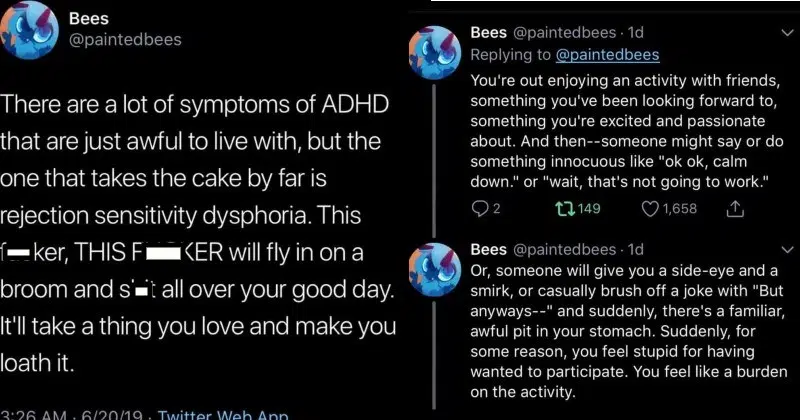 Bees
@paintedbees
There are a lot of symptoms of ADHD
that are just awful to live with, but the
one that takes the cake by far is
rejection sensitivity dysphoria. This
f ker, THIS F KER will fly in on a
broom and s t all over your good day.
It'll take a thing you love and make you
loath it.
3:26 AM · 6/20/19 · Twitter Web App
Bees @paintedbees · 1d
Replying to @paintedbees
You're out enjoying an activity with friends,
something you've been looking forward to,
something you're excited and passionate
about. And then--someone might say or do
something innocuous like "ok ok, calm
down." or "wait, that's not going to work."
2 149 1,658
Bees @paintedbees · 1d
Or, someone will give you a side-eye and a
smirk, or casually brush off a joke with "But
anyways--" and suddenly, there's a familiar,
awful pit in your stomach. Suddenly, for
some reason, you feel stupid for having
wanted to participate. You feel like a burden
on the activity.